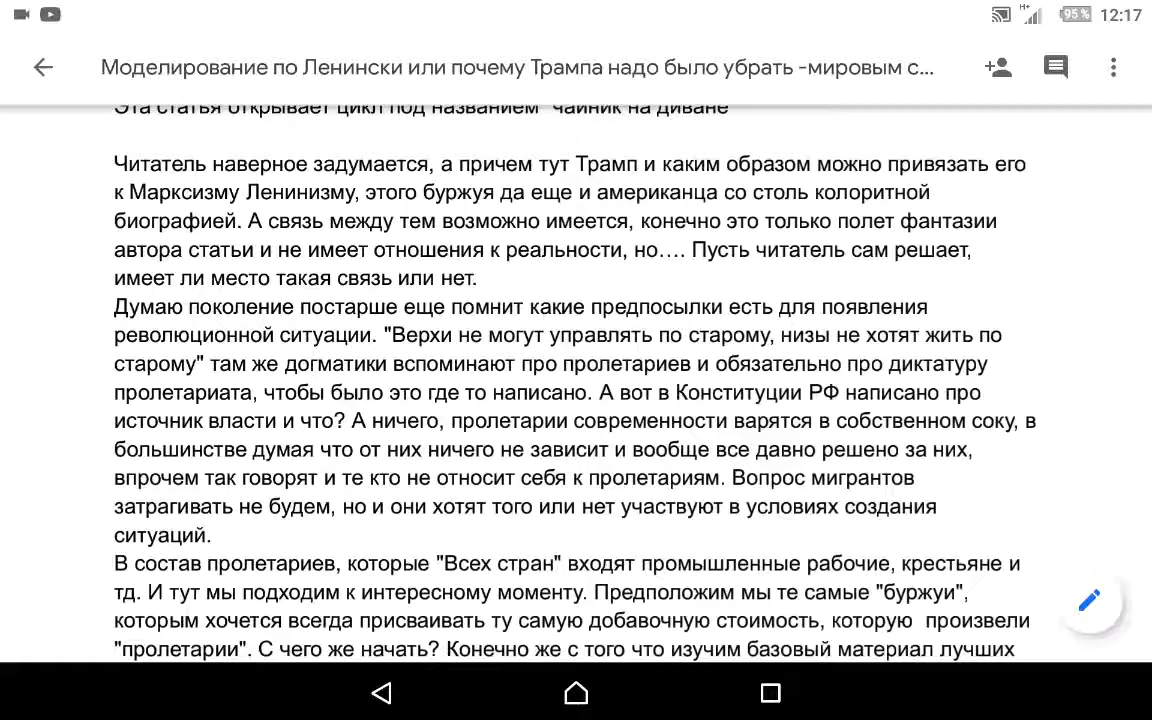 95%
12:17
Моделирование по Ленински или почему Трампа надо было убрать -мировым с...
Эта статья открывает цикл под названием "чайник на диване"
Читатель наверное задумается, а причем тут Трамп и каким образом можно привязать его
к Марксизму Ленинизму, этого буржуя да еще и американца со столь колоритной
биографией. А связь между тем возможно имеется, конечно это только полет фантазии
автора статьи и не имеет отношения к реальности, но…. Пусть читатель сам решает,
имеет ли место такая связь или нет.
Думаю поколение постарше еще помнит какие предпосылки есть для появления
революционной ситуации. "Верхи не могут управлять по старому, низы не хотят жить по
старому" там же догматики вспоминают про пролетариев и обязательно про диктатуру
пролетариата, чтобы было это где то написано. А вот в Конституции РФ написано про
источник власти и что? А ничего, пролетарии современности варятся в собственном соку, в
большинстве думая что от них ничего не зависит и вообще все давно решено за них,
впрочем так говорят и те кто не относит себя к пролетариям. Вопрос мигрантов
затрагивать не будем, но и они хотят того или нет участвуют в условиях создания
ситуаций.
В состав пролетариев, которые "Всех стран" входят промышленные рабочие, крестьяне и
тд. И тут мы подходим к интересному моменту. Предположим мы те самые "буржуи",
которым хочется всегда присваивать ту самую добавочную стоимость, которую  произвели
"пролетарии". С чего же начать? Конечно же с того что изучим базовый материал лучших